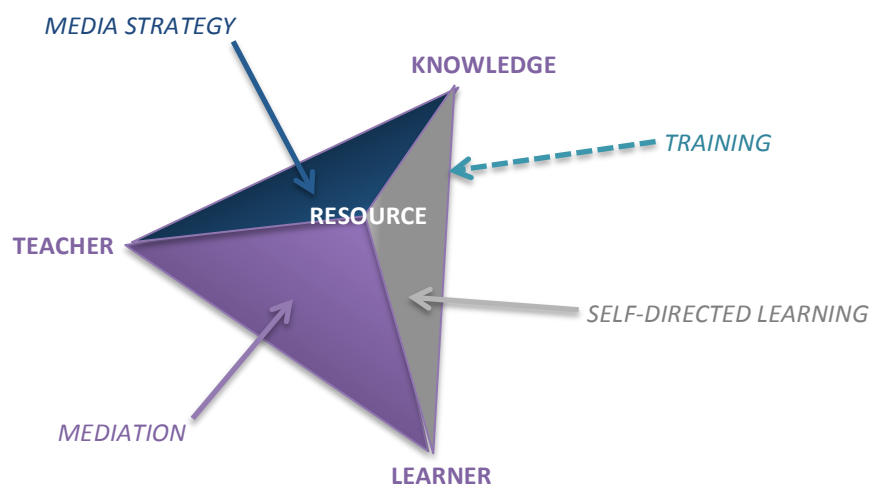 MEDIA STRATEGY
KNOWLEDGE
TRAINING
RESOURCE
TEACHER
SELF-DIRECTED LEARNING
MEDIATION
LEARNER